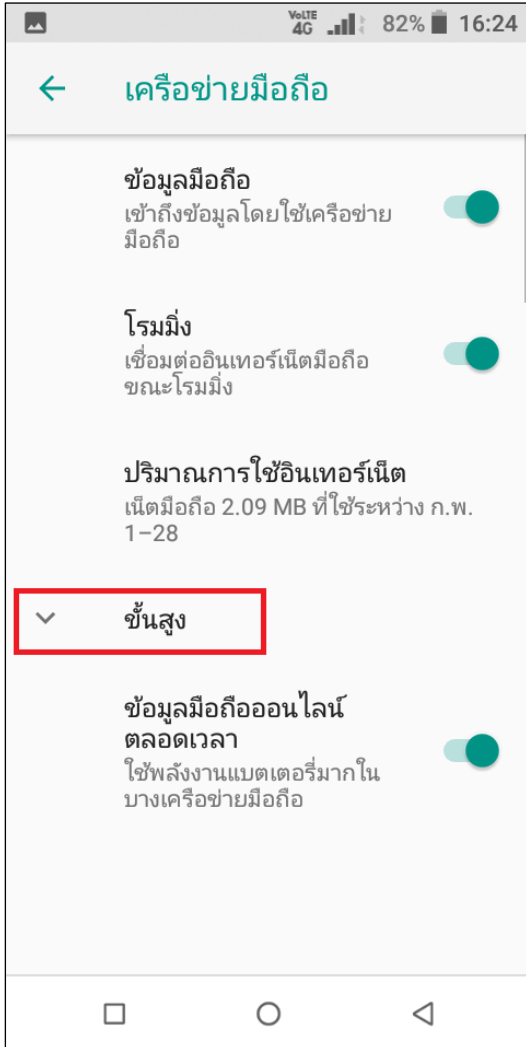 VoLTE
4G 82% 16:24
เครือข่ายมือถือ
ข้อมูลมือถือ
เข้าถึงข้อมูลโดยใช้เครือข่าย
มือถือ
โรมมิ่ง
เชื่อมต่ออินเทอร์เน็ตมือถือ
ขณะโรมมิ่ง
ปริมาณการใช้อินเทอร์เน็ต
เน็ตมือถือ 2.09 MB ที่ใช้ระหว่าง ก.พ.
1–28
ขั้นสูง
ข้อมูลมือถือออนไลน์
ตลอดเวลา
ใช้พลังงานแบตเตอรี่มากใน
บางเครือข่ายมือถือ